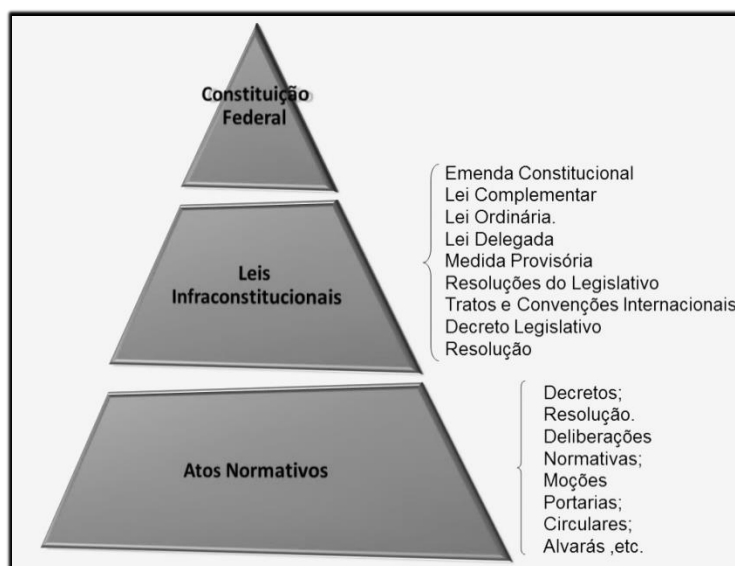 Constituição
Federal
Emenda Constitucional
Lei Complementar
Lei Ordinária.
Lei Delegada
Medida Provisória
Resoluções do Legislativo
Tratos e Convenções Internacionais
Decreto Legislativo
Resolução
Leis
Infraconstitucionais
Decretos;
Resolução.
Deliberações
Normativas;
Moções
Portarias;
Circulares;
Alvarás ,etc.
Atos Normativos